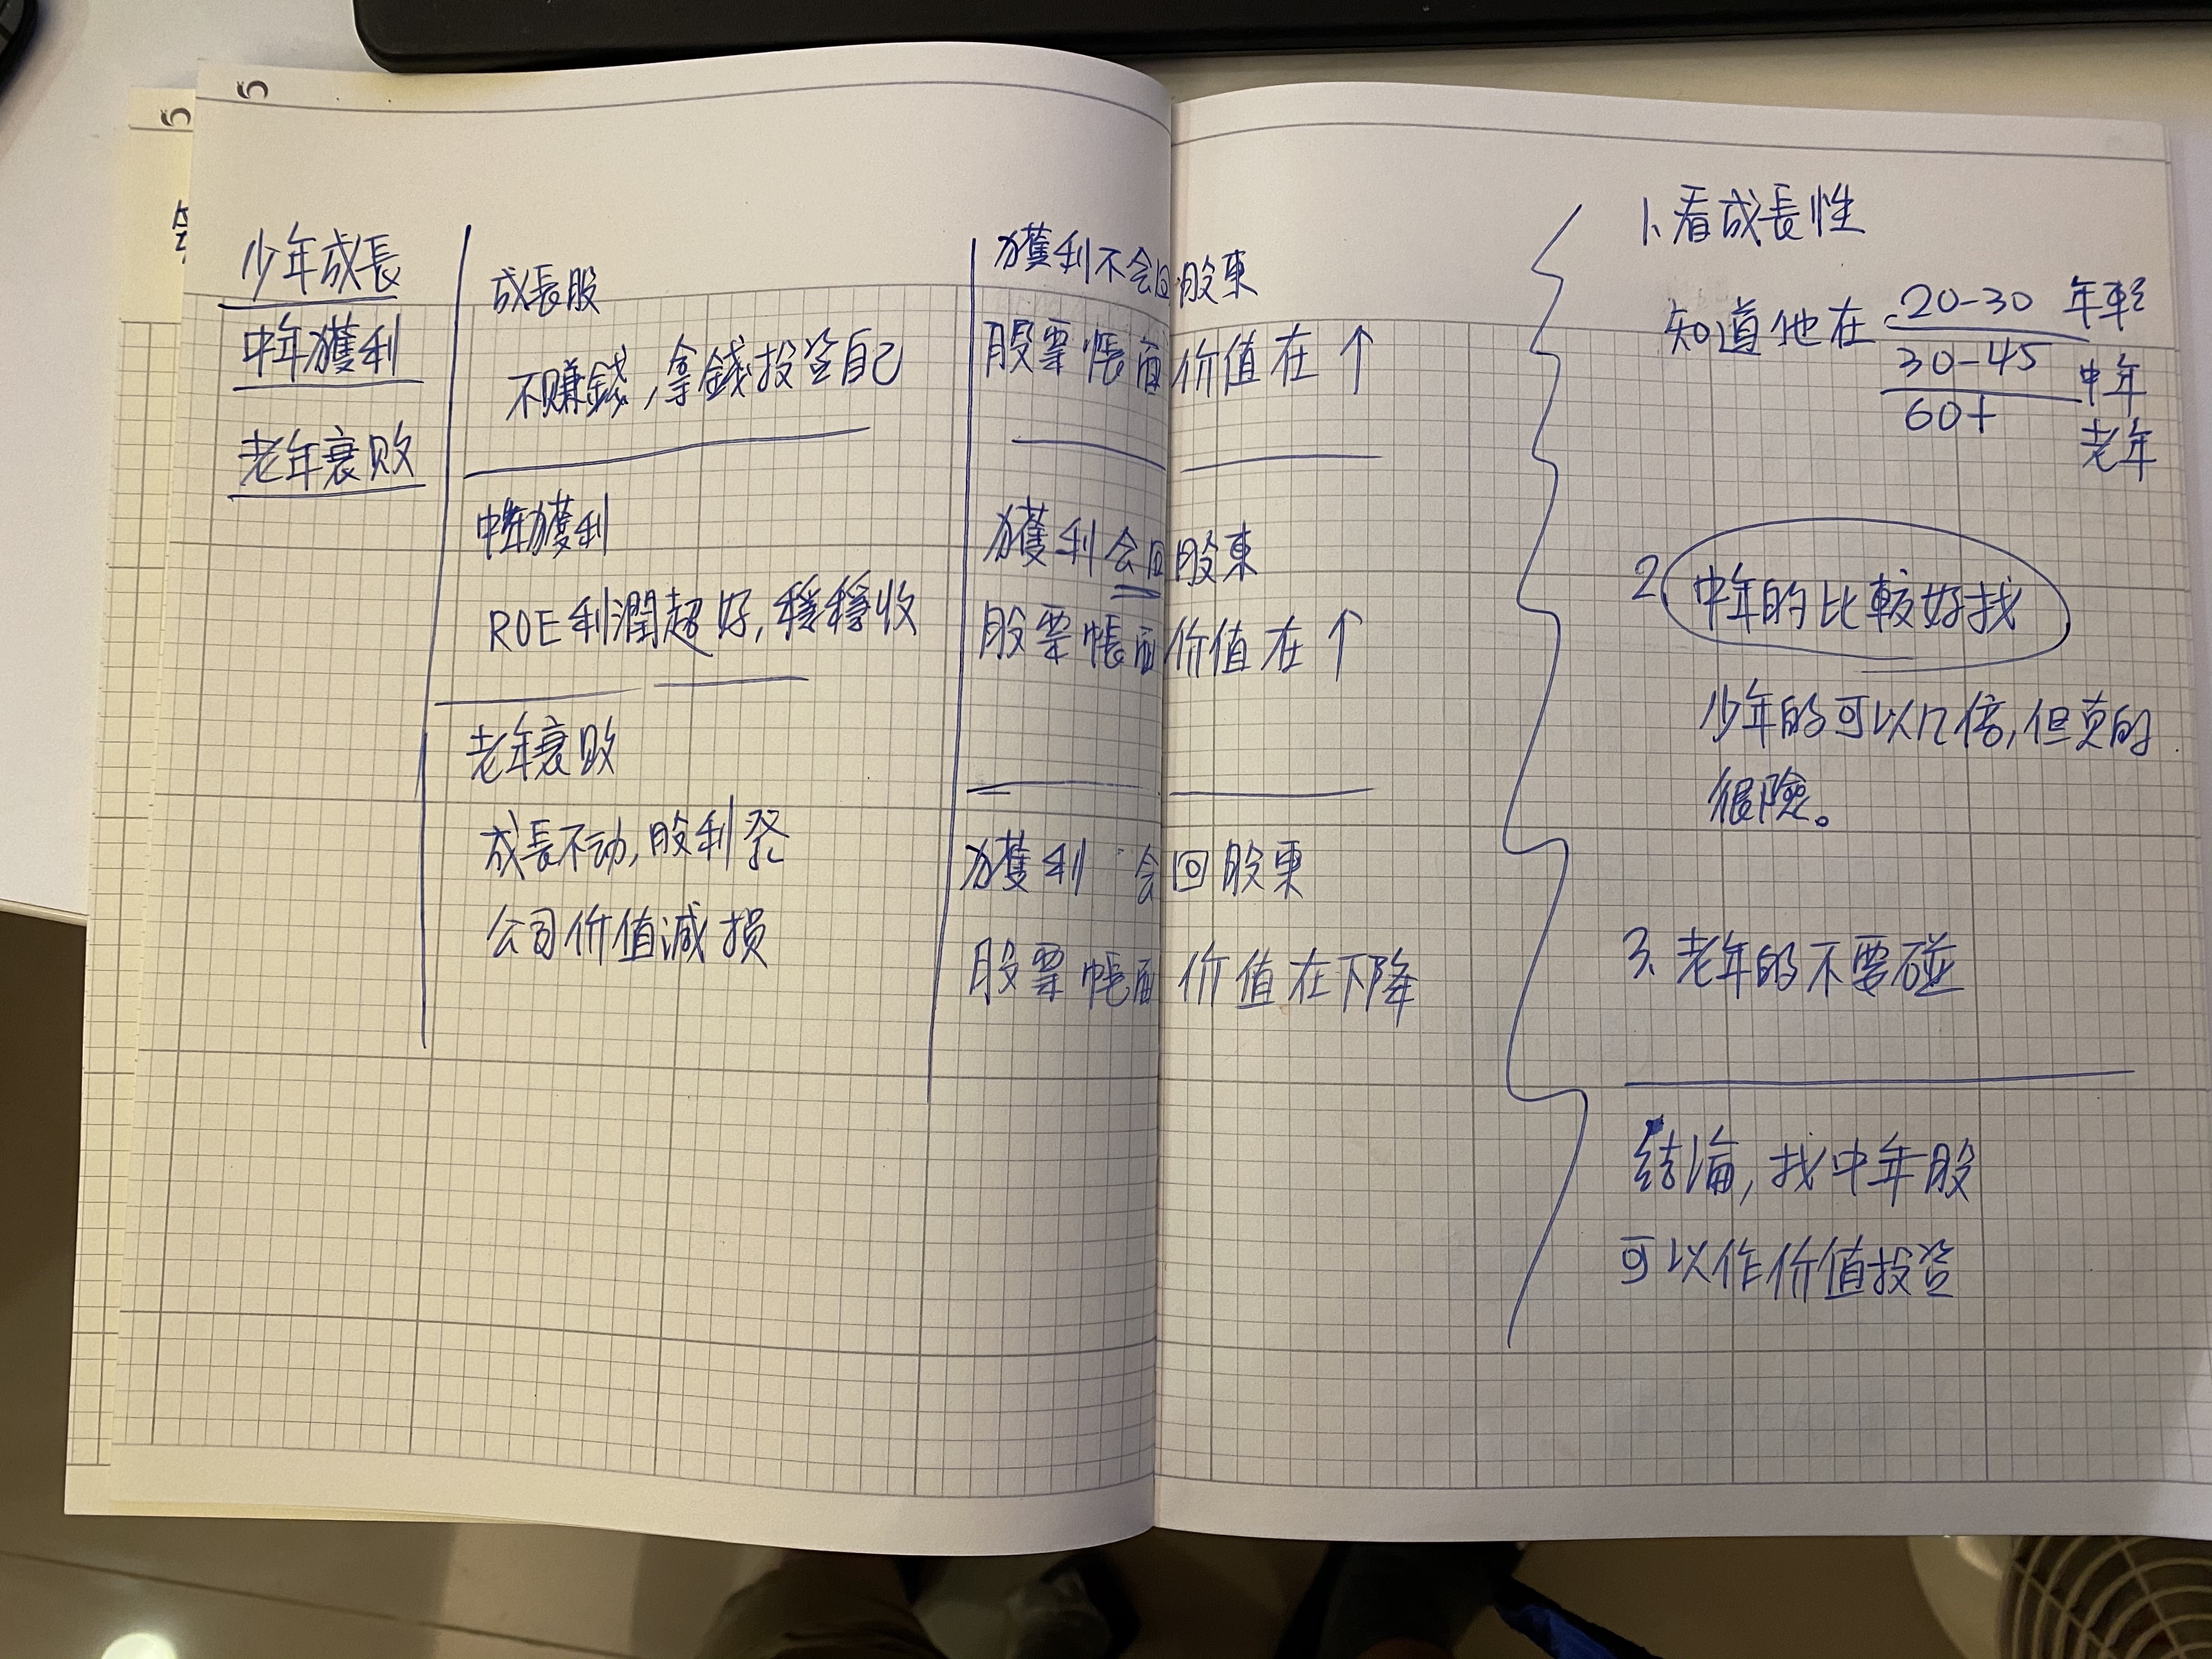 5
5
少年成長
中年獲利
老年衰败
成長股
不賺錢,拿錢投资自己
中年獲利
ROE利潤超好,穩穩收
老年衰败
成長不动,股利発
公司价值減损
獲利不会回股東
股票帳面价值在↑
獲利会回股東
股票帳面价值在↑
獲利会回股東
股票帳面价值在下降
1、看成長性
知道他在 20-30 年輕
30-45 中年
60+ 老年
2、中年的比較好找
少年的可以几倍,但真的
很險。
3、老年的不要碰
結論,找中年股
可以作价值投资